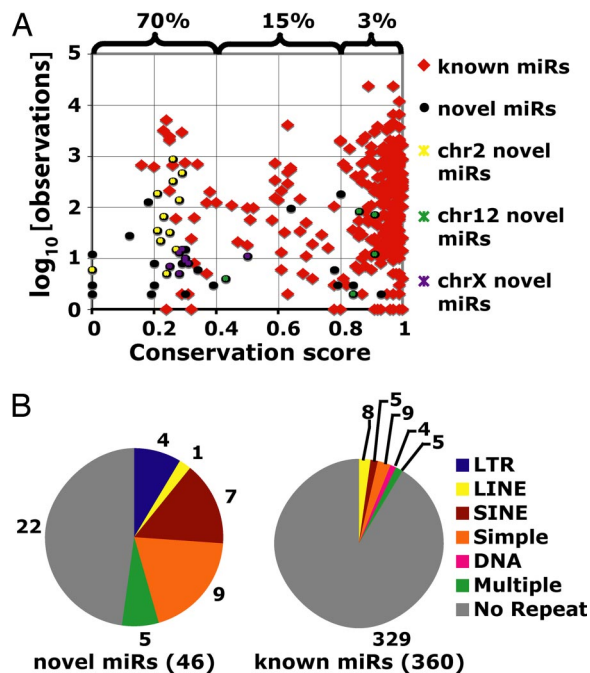 A
70%
15%
3%
log10 [observations]
5
4
3
2
1
0
0
0.2
0.4
0.6
0.8
1
Conservation score
known miRs
novel miRs
chr2 novel
miRs
chr12 novel
miRs
chrX novel
miRs
B
4
1
7
9
5
22
novel miRs (46)
8
5
9
4
5
329
known miRs (360)
LTR
LINE
SINE
Simple
DNA
Multiple
No Repeat